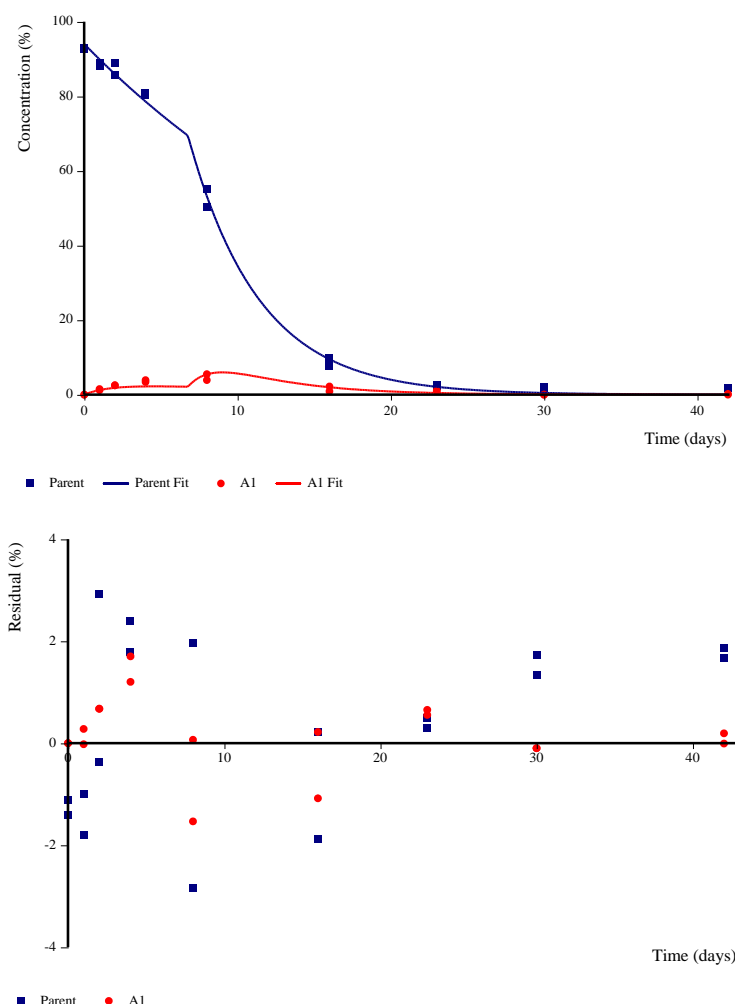 100
80
60
40
20
0
Concentration (%)
0 10 20 30 40
Time (days)
Parent Parent Fit A1 A1 Fit
4
2
0
-2
-4
Residual (%)
0 10 20 30 40
Time (days)
Parent A1